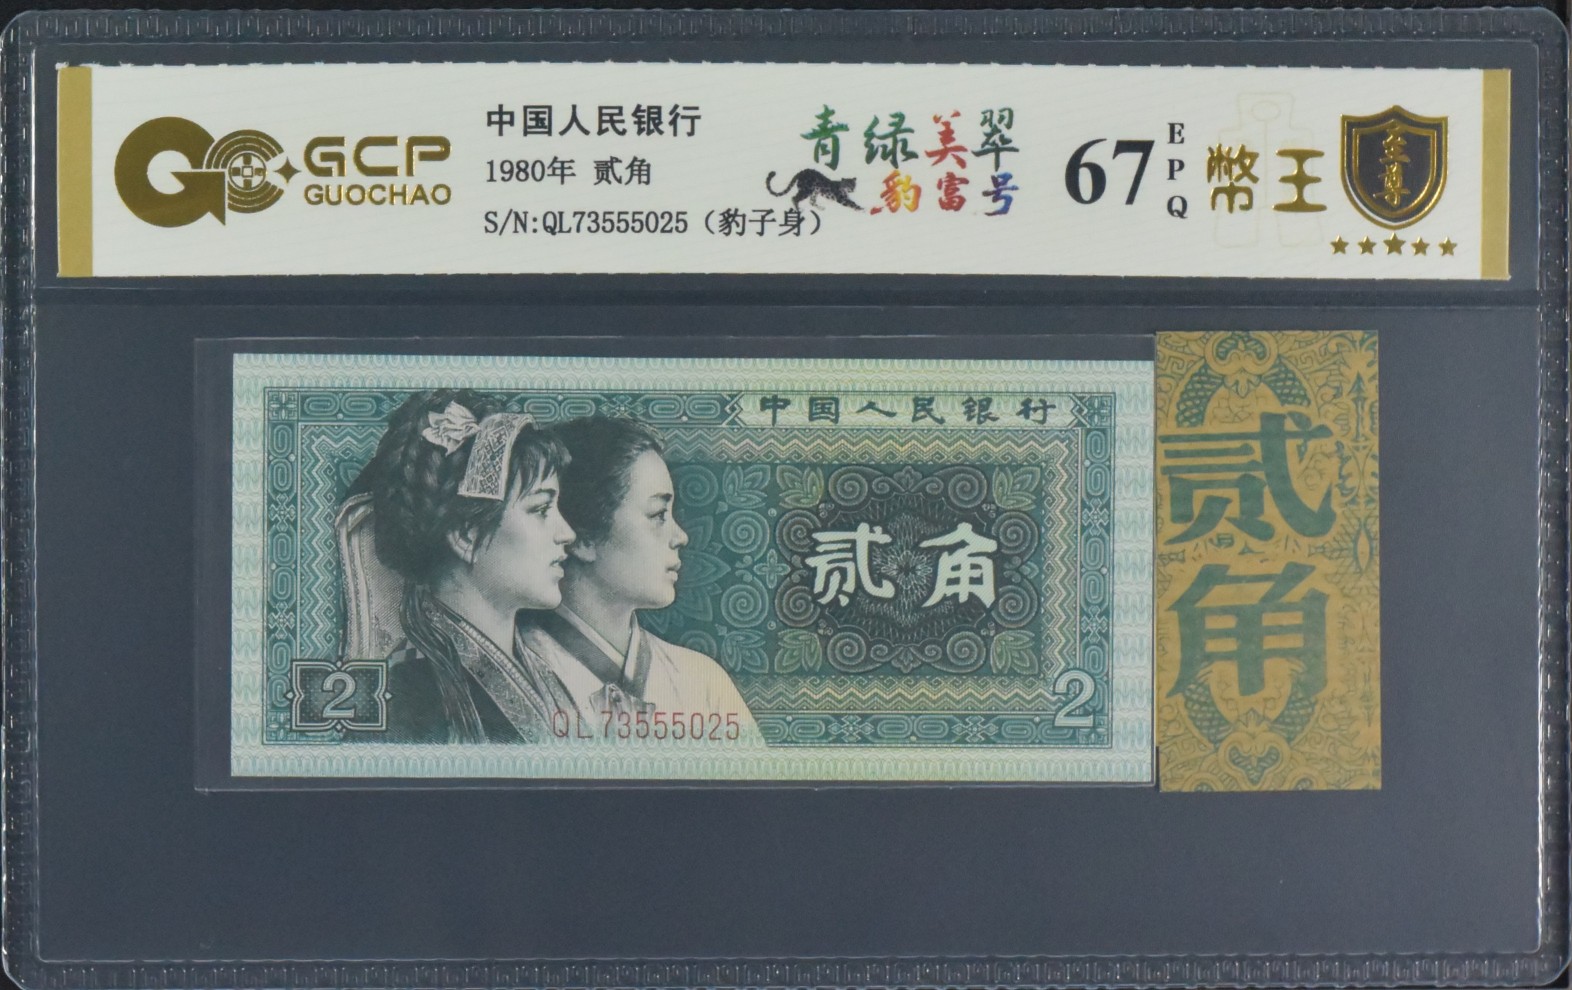 GCP
GUOCHAO
中国人民银行
1980年 贰角
S/N:QL73555025（豹子身）
青绿美翠
豹富号
67
EPQ
幣王
至尊
中国人民银行
贰角
2
2
QL73555025
贰角